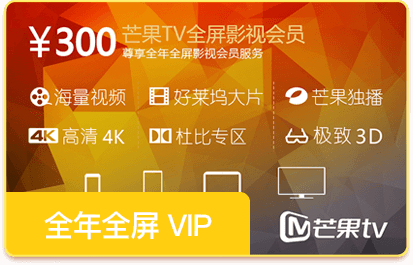 ¥300 芒果TV全屏影视会员
尊享全年全屏影视会员服务
海量视频 好莱坞大片 芒果独播
4K 高清 4K 杜比专区 极致 3D
全年全屏 VIP
M 芒果tv